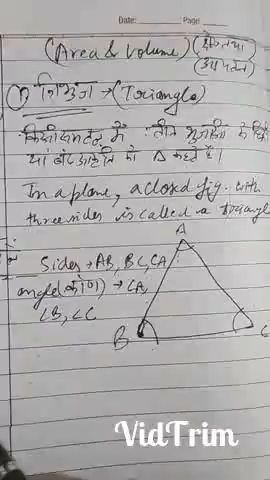 Date: Page:
(Area & Volume) (क्षेत्रफल
① त्रिभुज → (Triangle)
किसी समतल में तीन भुजाओं से घिरी
बंद आकृति को Δ कहते हैं।
In a plane, a closed fig. with
three sides is called a triangle
Sides → AB, BC, CA
angle (कोण) → ∠A,
∠B, ∠C
A
B
C
VidTrim